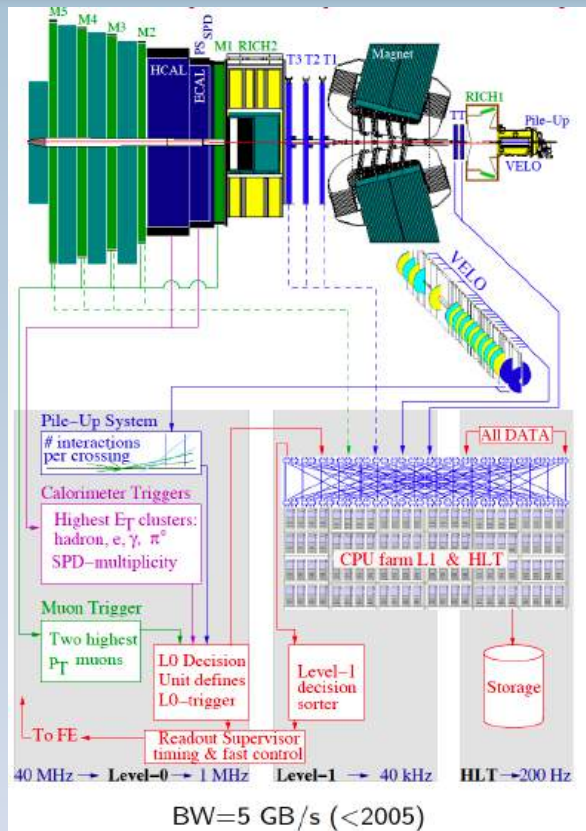 M5
M4
M3
M2
HCAL
PS
SPD
ECAL
M1
RICH2
T3
T2
T1
Magnet
TT
RICH1
Pile-Up
VELO
VELO
Pile-Up System
# interactions
per crossing
Calorimeter Triggers
Highest ET clusters:
hadron, e, γ, π°
SPD-multiplicity
Muon Trigger
Two highest
PT muons
L0 Decision
Unit defines
L0-trigger
Level-1
decision
sorter
All DATA
CPU farm L1 & HLT
Storage
To FE
Readout Supervisor
timing & fast control
40 MHz → Level-0 → 1 MHz
Level-1 → 40 kHz
HLT → 200 Hz
BW=5 GB/s (<2005)